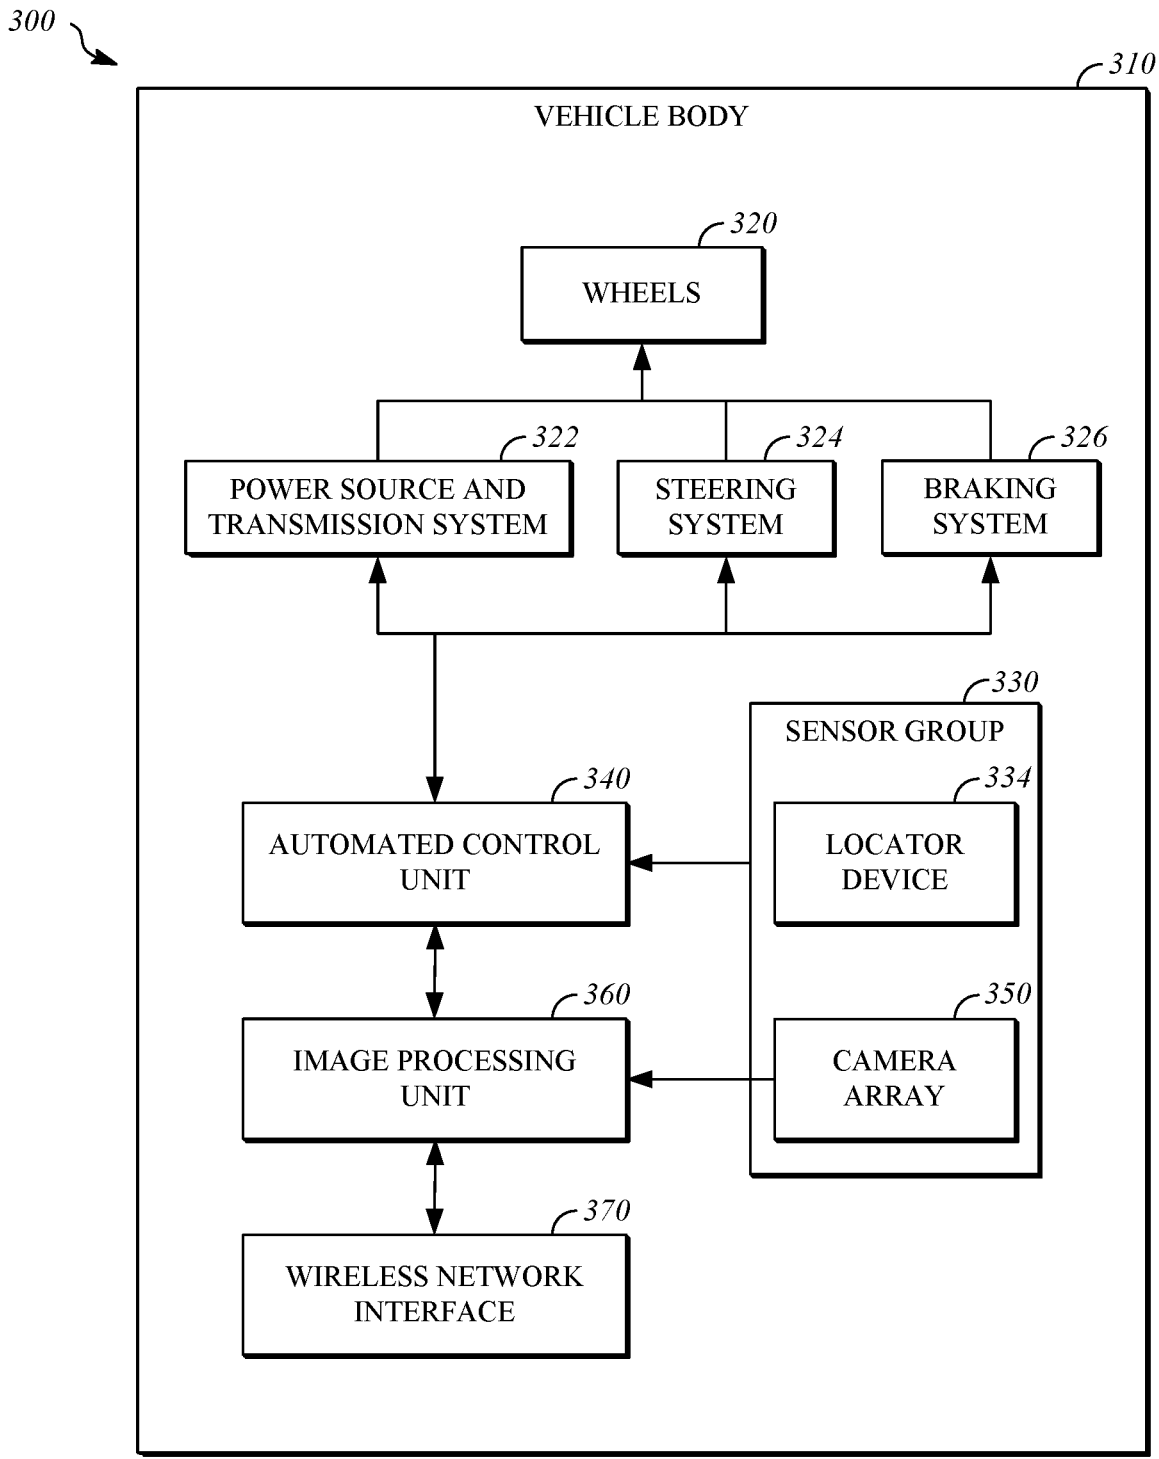 300
310
VEHICLE BODY
320
WHEELS
322
POWER SOURCE AND
TRANSMISSION SYSTEM
324
STEERING
SYSTEM
326
BRAKING
SYSTEM
330
SENSOR GROUP
334
LOCATOR
DEVICE
340
AUTOMATED CONTROL
UNIT
350
CAMERA
ARRAY
360
IMAGE PROCESSING
UNIT
370
WIRELESS NETWORK
INTERFACE